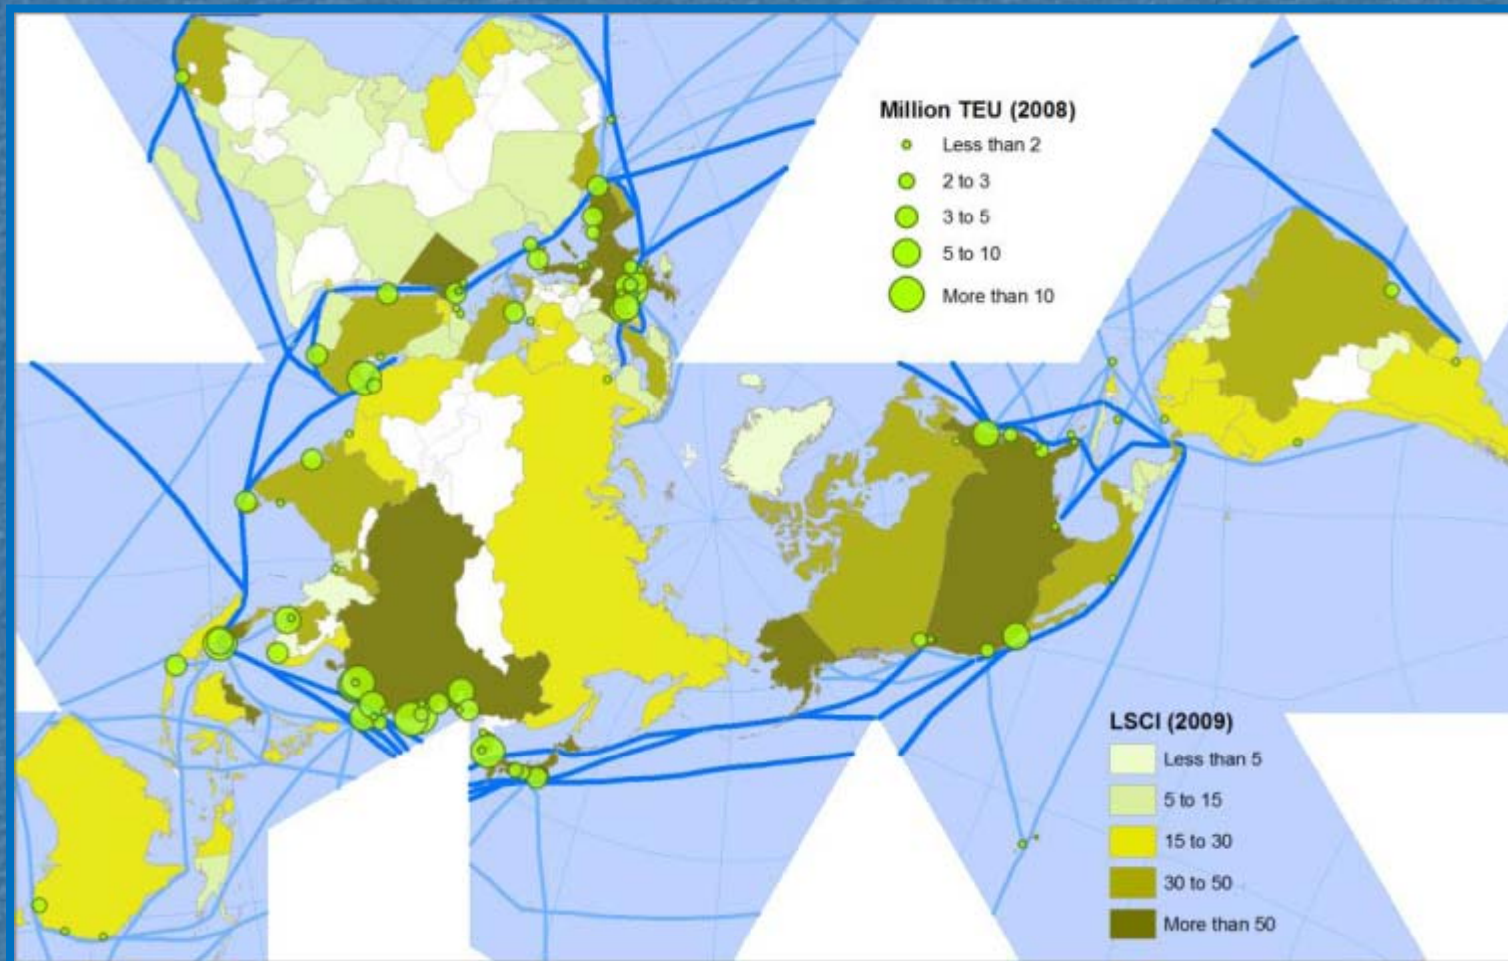 Million TEU (2008)
Less than 2
2 to 3
3 to 5
5 to 10
More than 10
LSCI (2009)
Less than 5
5 to 15
15 to 30
30 to 50
More than 50